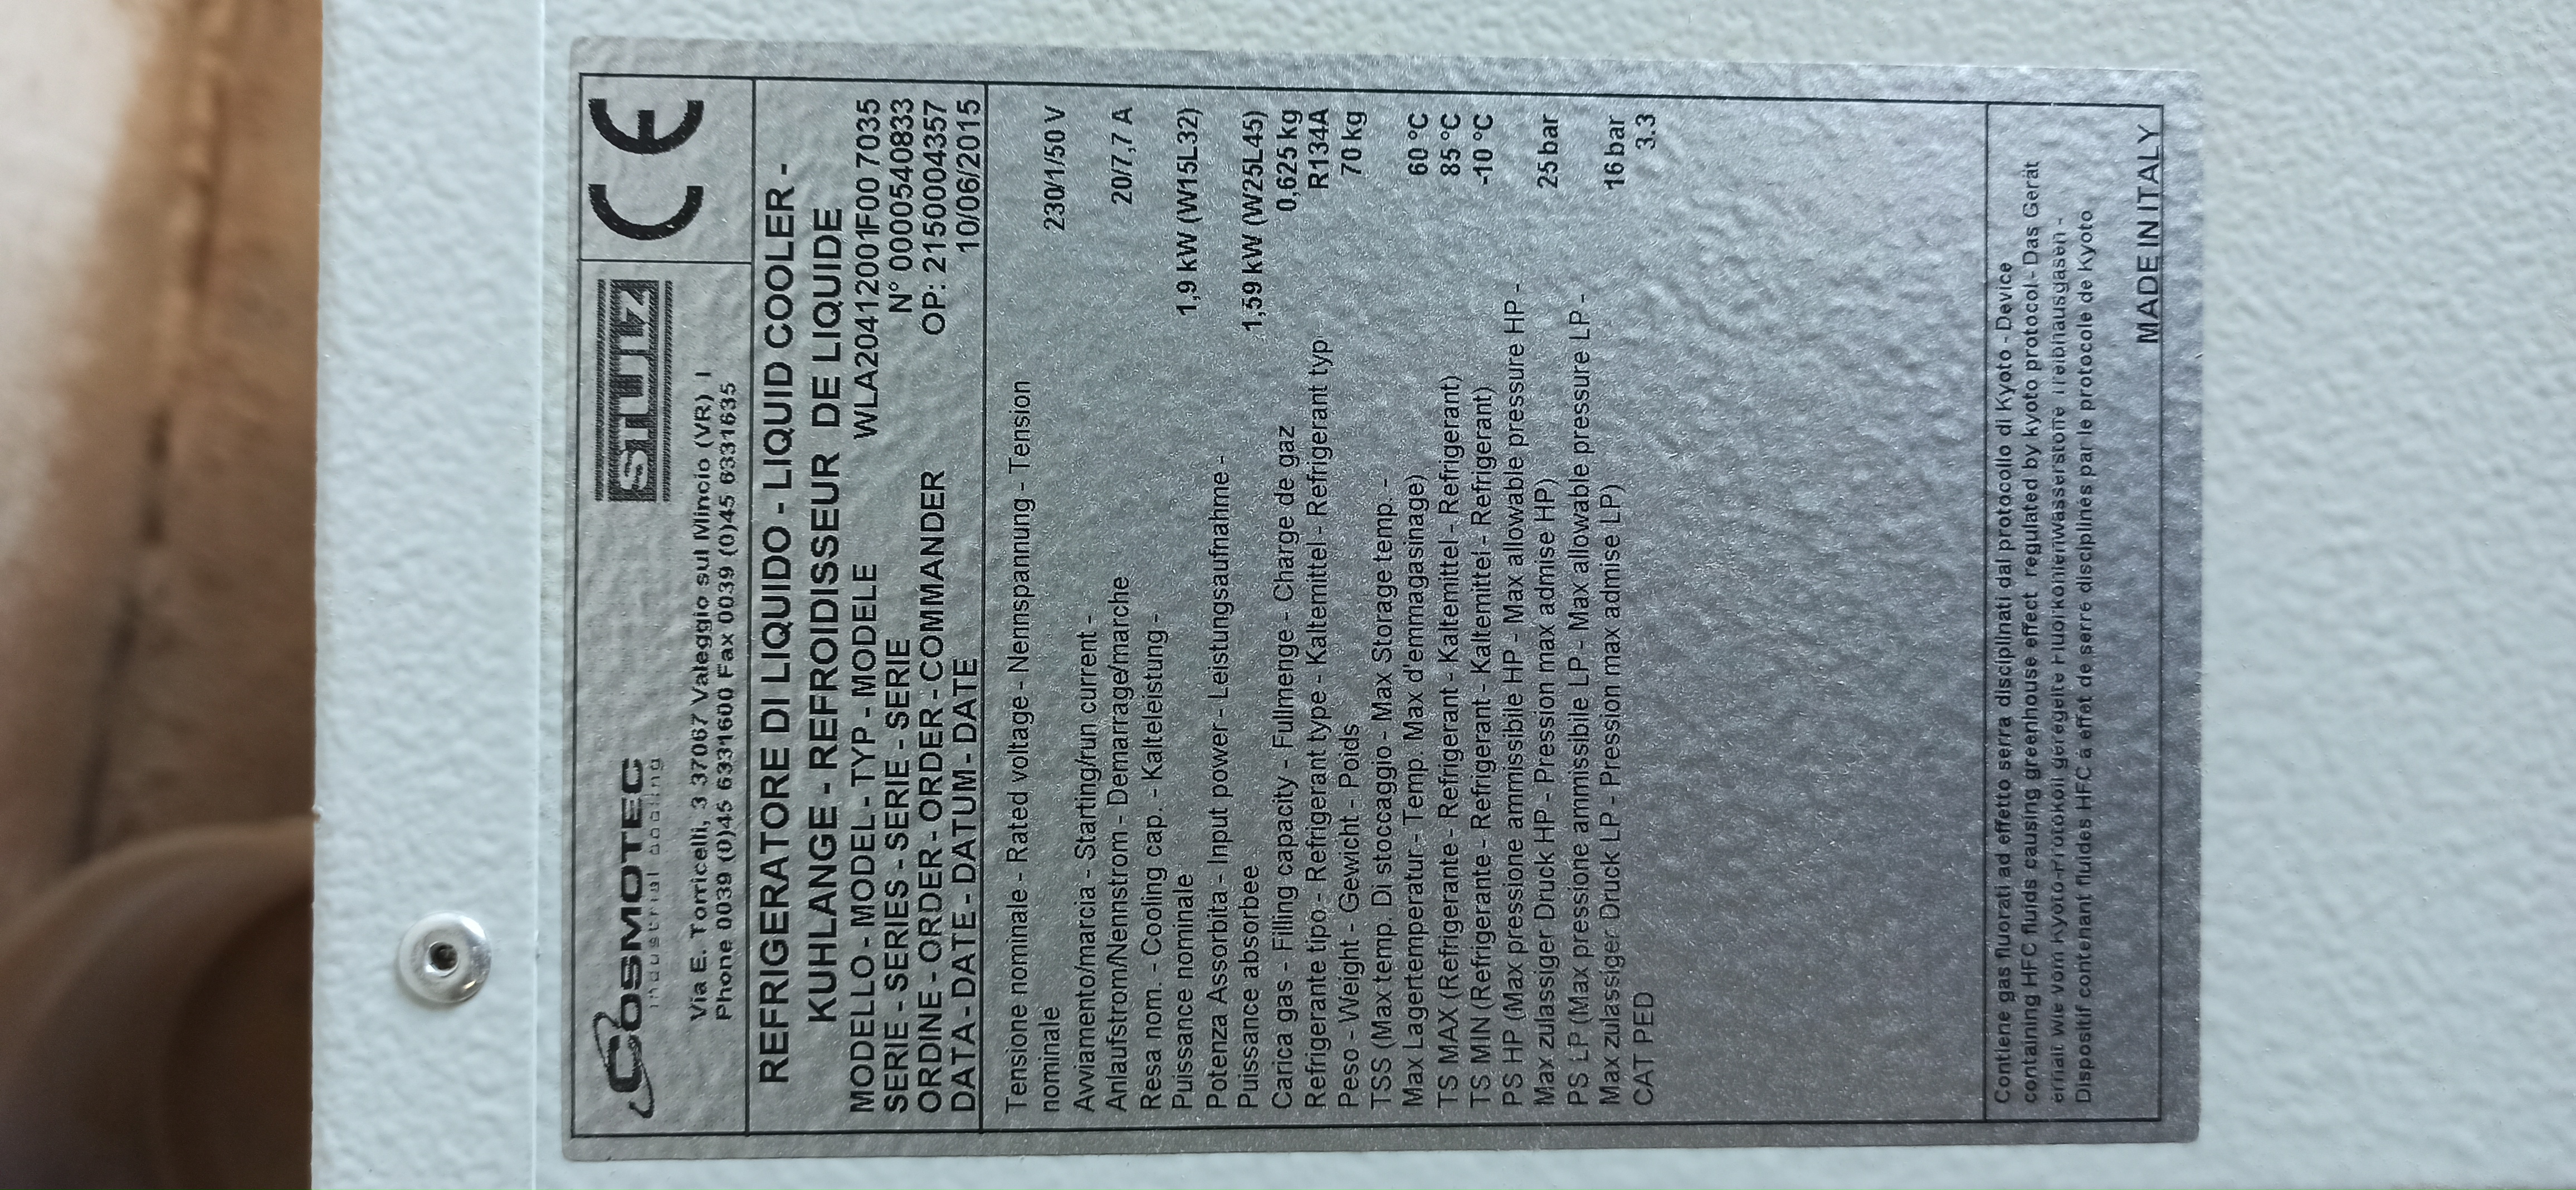 COSMOTEC
industrial cooling
STULZ
CE
Via E. Torricelli, 3 37067 Valeggio sul Mincio (VR) I
Phone 0039 (0)45 6331600 Fax 0039 (0)45 6331635
REFRIGERATORE DI LIQUIDO - LIQUID COOLER -
KUHLANGE - REFROIDISSEUR DE LIQUIDE
MODELLO - MODEL - TYP - MODELE WLA20412001F00 7035
SERIE - SERIES - SERIE - SERIE N° 0000540833
ORDINE - ORDER - ORDER - COMMANDER OP: 2150004357
DATA - DATE - DATUM - DATE 10/06/2015
Tensione nominale - Rated voltage - Nennspannung - Tension
nominale 230/1/50 V
Avviamento/marcia - Starting/run current -
Anlaufstrom/Nennstrom - Demarrage/marche 20/7,7 A
Resa nom. - Cooling cap. - Kalteleistung -
Puissance nominale 1,9 kW (W15L32)
Potenza Assorbita - Input power - Leistungsaufnahme -
Puissance absorbee 1,59 kW (W25L45)
Carica gas - Filling capacity - Fullmenge - Charge de gaz 0,625 kg
Refrigerante tipo - Refrigerant type - Kaltemittel - Refrigerant typ R134A
Peso - Weight - Gewicht - Poids 70 kg
TSS (Max temp. Di stoccaggio - Max Storage temp. -
Max Lagertemperatur - Temp. Max d'emmagasinage) 60 °C
TS MAX (Refrigerante - Refrigerant - Kaltemittel - Refrigerant) 85 °C
TS MIN (Refrigerante - Refrigerant - Kaltemittel - Refrigerant) -10 °C
PS HP (Max pressione ammissibile HP - Max allowable pressure HP -
Max zulassiger Druck HP - Pression max admise HP) 25 bar
PS LP (Max pressione ammissibile LP - Max allowable pressure LP -
Max zulassiger Druck LP - Pression max admise LP) 16 bar
CAT PED 3.3
Contiene gas fluorati ad effetto serra disciplinati dal protocollo di Kyoto - Device
containing HFC fluids causing greenhouse effect regulated by kyoto protocol - Das Gerät
erhält wie vom Kyoto-Protokoll geregelte Fluorkohlenwasserstoffe Treibhausgasen -
Dispositif contenant fluides HFC à effet de serre disciplinés par le protocole de Kyoto
MADE IN ITALY